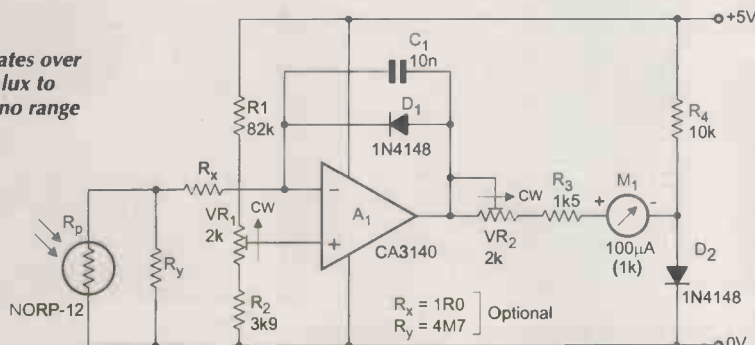 ates over
lux to
no range
+5V
C1
10n
R1
82k
D1
1N4148
R4
10k
Rx
Rp
VR1
2k
CW
−
A1
+
CA3140
CW
VR2
2k
R3
1k5
+
M1
-
100µA
(1k)
D2
1N4148
Ry
NORP-12
R2
3k9
Rx = 1R0
Ry = 4M7
Optional
0V